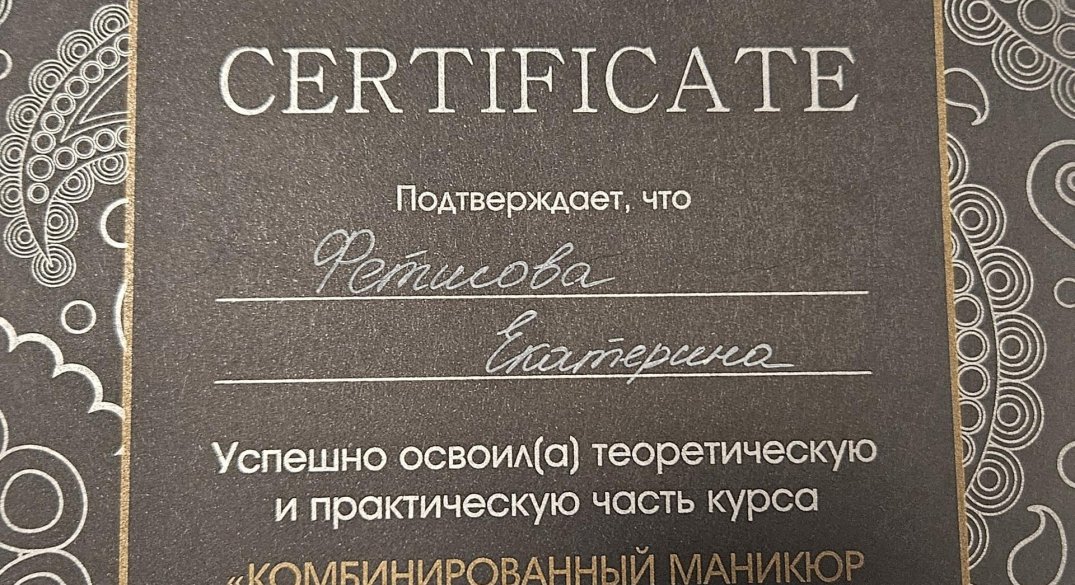 CERTIFICATE
Подтверждает, что
Фетисова
Екатерина
Успешно освоил(а) теоретическую
и практическую часть курса
«КОМБИНИРОВАННЫЙ МАНИКЮР